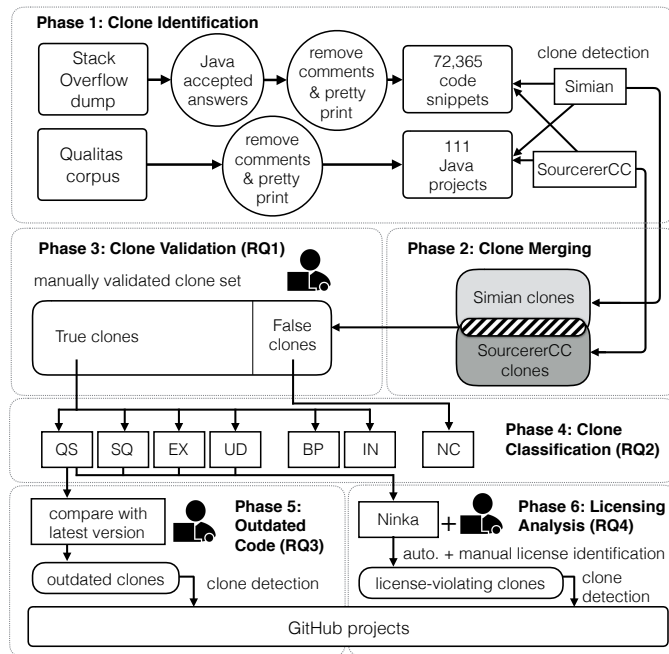 Phase 1: Clone Identification
Stack
Overflow
dump
Java
accepted
answers
remove
comments
& pretty
print
72,365
code
snippets
clone detection
Simian
Qualitas
corpus
remove
comments
& pretty
print
111
Java
projects
SourcererCC
Phase 3: Clone Validation (RQ1)
manually validated clone set
True clones
False
clones
Phase 2: Clone Merging
Simian clones
SourcererCC
clones
Phase 4: Clone
Classification (RQ2)
QS
SQ
EX
UD
BP
IN
NC
compare with
latest version
Phase 5:
Outdated
Code (RQ3)
outdated clones
clone detection
Ninka
+
Phase 6: Licensing
Analysis (RQ4)
auto. + manual license identification
license-violating clones
clone
detection
GitHub projects